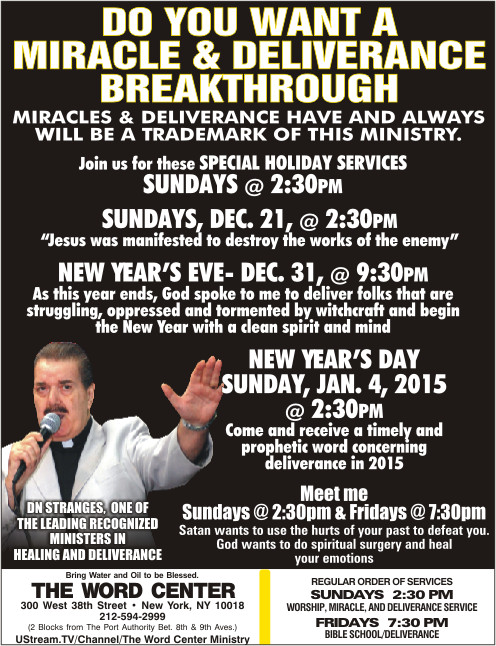 DO YOU WANT A
MIRACLE & DELIVERANCE
BREAKTHROUGH
MIRACLES & DELIVERANCE HAVE AND ALWAYS
WILL BE A TRADEMARK OF THIS MINISTRY.
Join us for these SPECIAL HOLIDAY SERVICES
SUNDAYS @ 2:30PM
SUNDAYS, DEC. 21, @ 2:30PM
“Jesus was manifested to destroy the works of the enemy”
NEW YEAR’S EVE- DEC. 31, @ 9:30PM
As this year ends, God spoke to me to deliver folks that are
struggling, oppressed and tormented by witchcraft and begin
the New Year with a clean spirit and mind
NEW YEAR’S DAY
SUNDAY, JAN. 4, 2015
@ 2:30PM
Come and receive a timely and
prophetic word concerning
deliverance in 2015
Meet me
Sundays @ 2:30pm & Fridays @ 7:30pm
Satan wants to use the hurts of your past to defeat you.
God wants to do spiritual surgery and heal
your emotions
DN STRANGES, ONE OF
THE LEADING RECOGNIZED
MINISTERS IN
HEALING AND DELIVERANCE
Bring Water and Oil to be Blessed.
THE WORD CENTER
300 West 38th Street • New York, NY 10018
212-594-2999
(2 Blocks from The Port Authority Bet. 8th & 9th Aves.)
UStream.TV/Channel/The Word Center Ministry
REGULAR ORDER OF SERVICES
SUNDAYS 2:30 PM
WORSHIP, MIRACLE, AND DELIVERANCE SERVICE
FRIDAYS 7:30 PM
BIBLE SCHOOL/DELIVERANCE